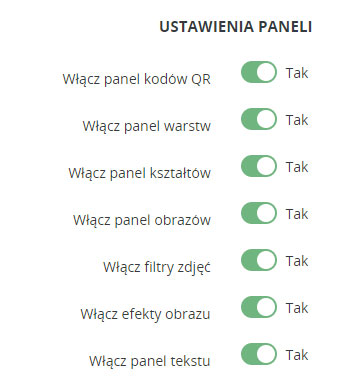 USTAWIENIA PANELI
Włącz panel kodów QR Tak
Włącz panel warstw Tak
Włącz panel kształtów Tak
Włącz panel obrazów Tak
Włącz filtry zdjęć Tak
Włącz efekty obrazu Tak
Włącz panel tekstu Tak